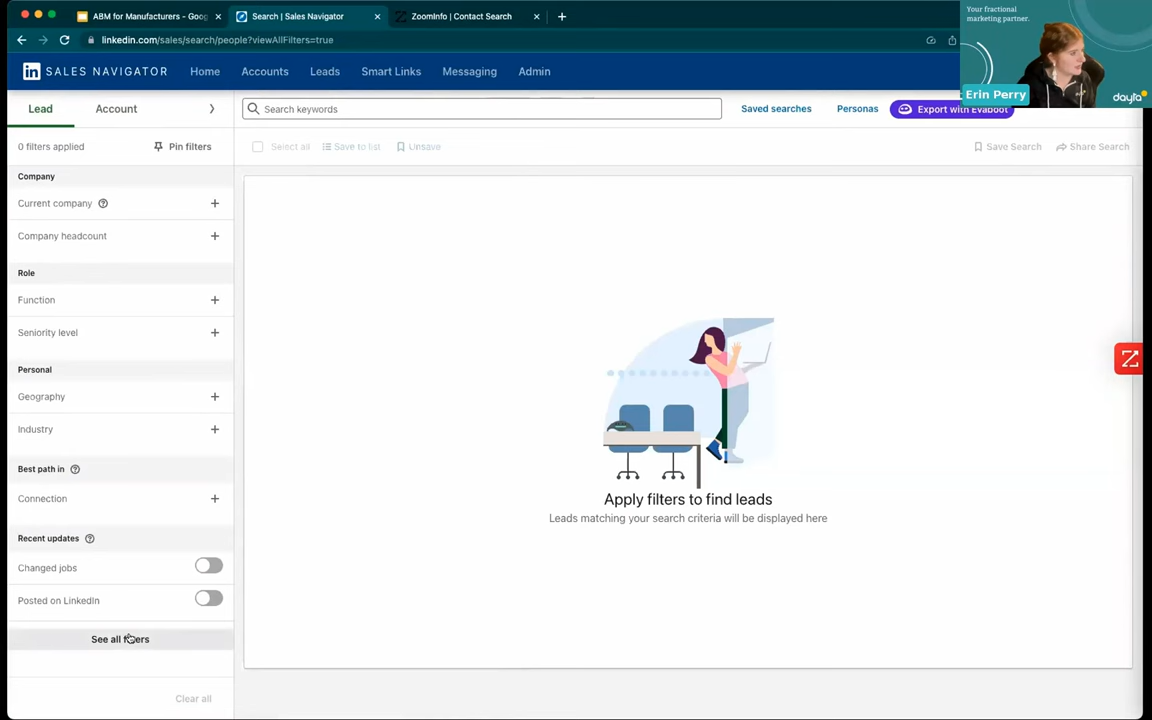 ABM for Manufacturers - Goog
Search | Sales Navigator
ZoomInfo | Contact Search
linkedin.com/sales/search/people?viewAllFilters=true
Your fractional
marketing partner.
Erin Perry
dayta
in SALES NAVIGATOR
Home
Accounts
Leads
Smart Links
Messaging
Admin
Lead
Account
Search keywords
Saved searches
Personas
Export with Evaboot
0 filters applied
Pin filters
Select all
Save to list
Unsave
Save Search
Share Search
Company
Current company
Company headcount
Role
Function
Seniority level
Personal
Geography
Industry
Best path in
Connection
Recent updates
Changed jobs
Posted on LinkedIn
See all filters
Clear all
Apply filters to find leads
Leads matching your search criteria will be displayed here